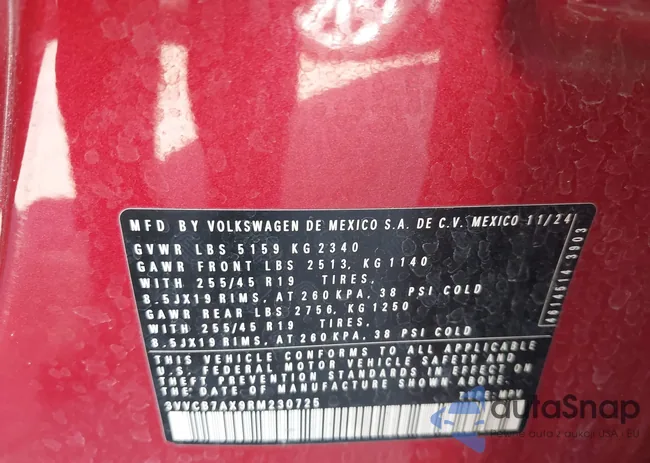 MFD BY VOLKSWAGEN DE MEXICO S.A. DE C.V. MEXICO 11/24
GVWR LBS 5159 KG 2340
GAWR FRONT LBS 2513, KG 1140
WITH 255/45 R19 TIRES,
8.5JX19 RIMS, AT 260 KPA, 38 PSI COLD
GAWR REAR LBS 2756, KG 1250
WITH 255/45 R19 TIRES,
8.5JX19 RIMS, AT 260 KPA, 38 PSI COLD
THIS VEHICLE CONFORMS TO ALL APPLICABLE
U.S. FEDERAL MOTOR VEHICLE SAFETY AND
THEFT PREVENTION STANDARDS IN EFFECT ON
THE DATE OF MANUFACTURE SHOWN ABOVE.
3903
autaSnap